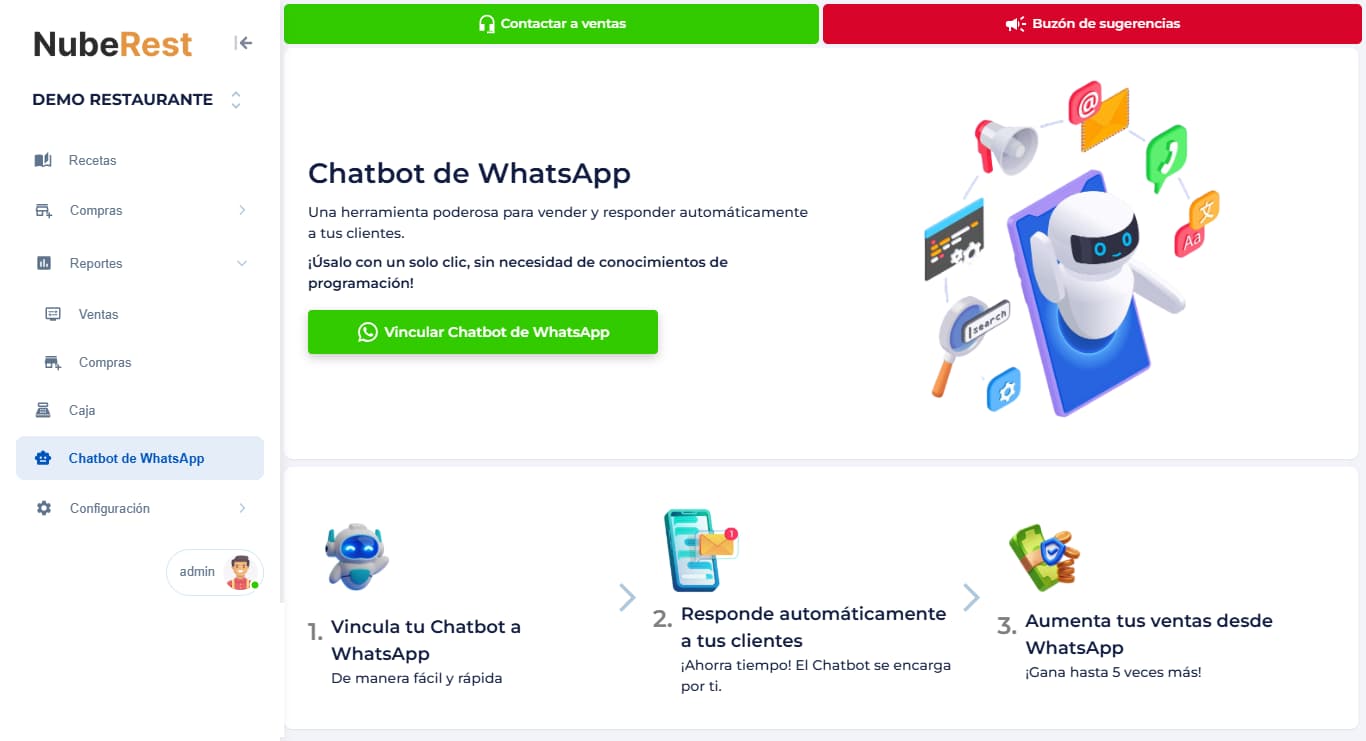 NubeRest
DEMO RESTAURANTE
Recetas
Compras
Reportes
Ventas
Compras
Caja
Chatbot de WhatsApp
Configuración
admin
Contactar a ventas
Buzón de sugerencias
Chatbot de WhatsApp
Una herramienta poderosa para vender y responder automáticamente
a tus clientes.
¡Úsalo con un solo clic, sin necesidad de conocimientos de
programación!
Vincular Chatbot de WhatsApp
@
文
Aa
search
1. Vincula tu Chatbot a
WhatsApp
De manera fácil y rápida
1
2. Responde automáticamente
a tus clientes
¡Ahorra tiempo! El Chatbot se encarga
por ti.
3. Aumenta tus ventas desde
WhatsApp
¡Gana hasta 5 veces más!